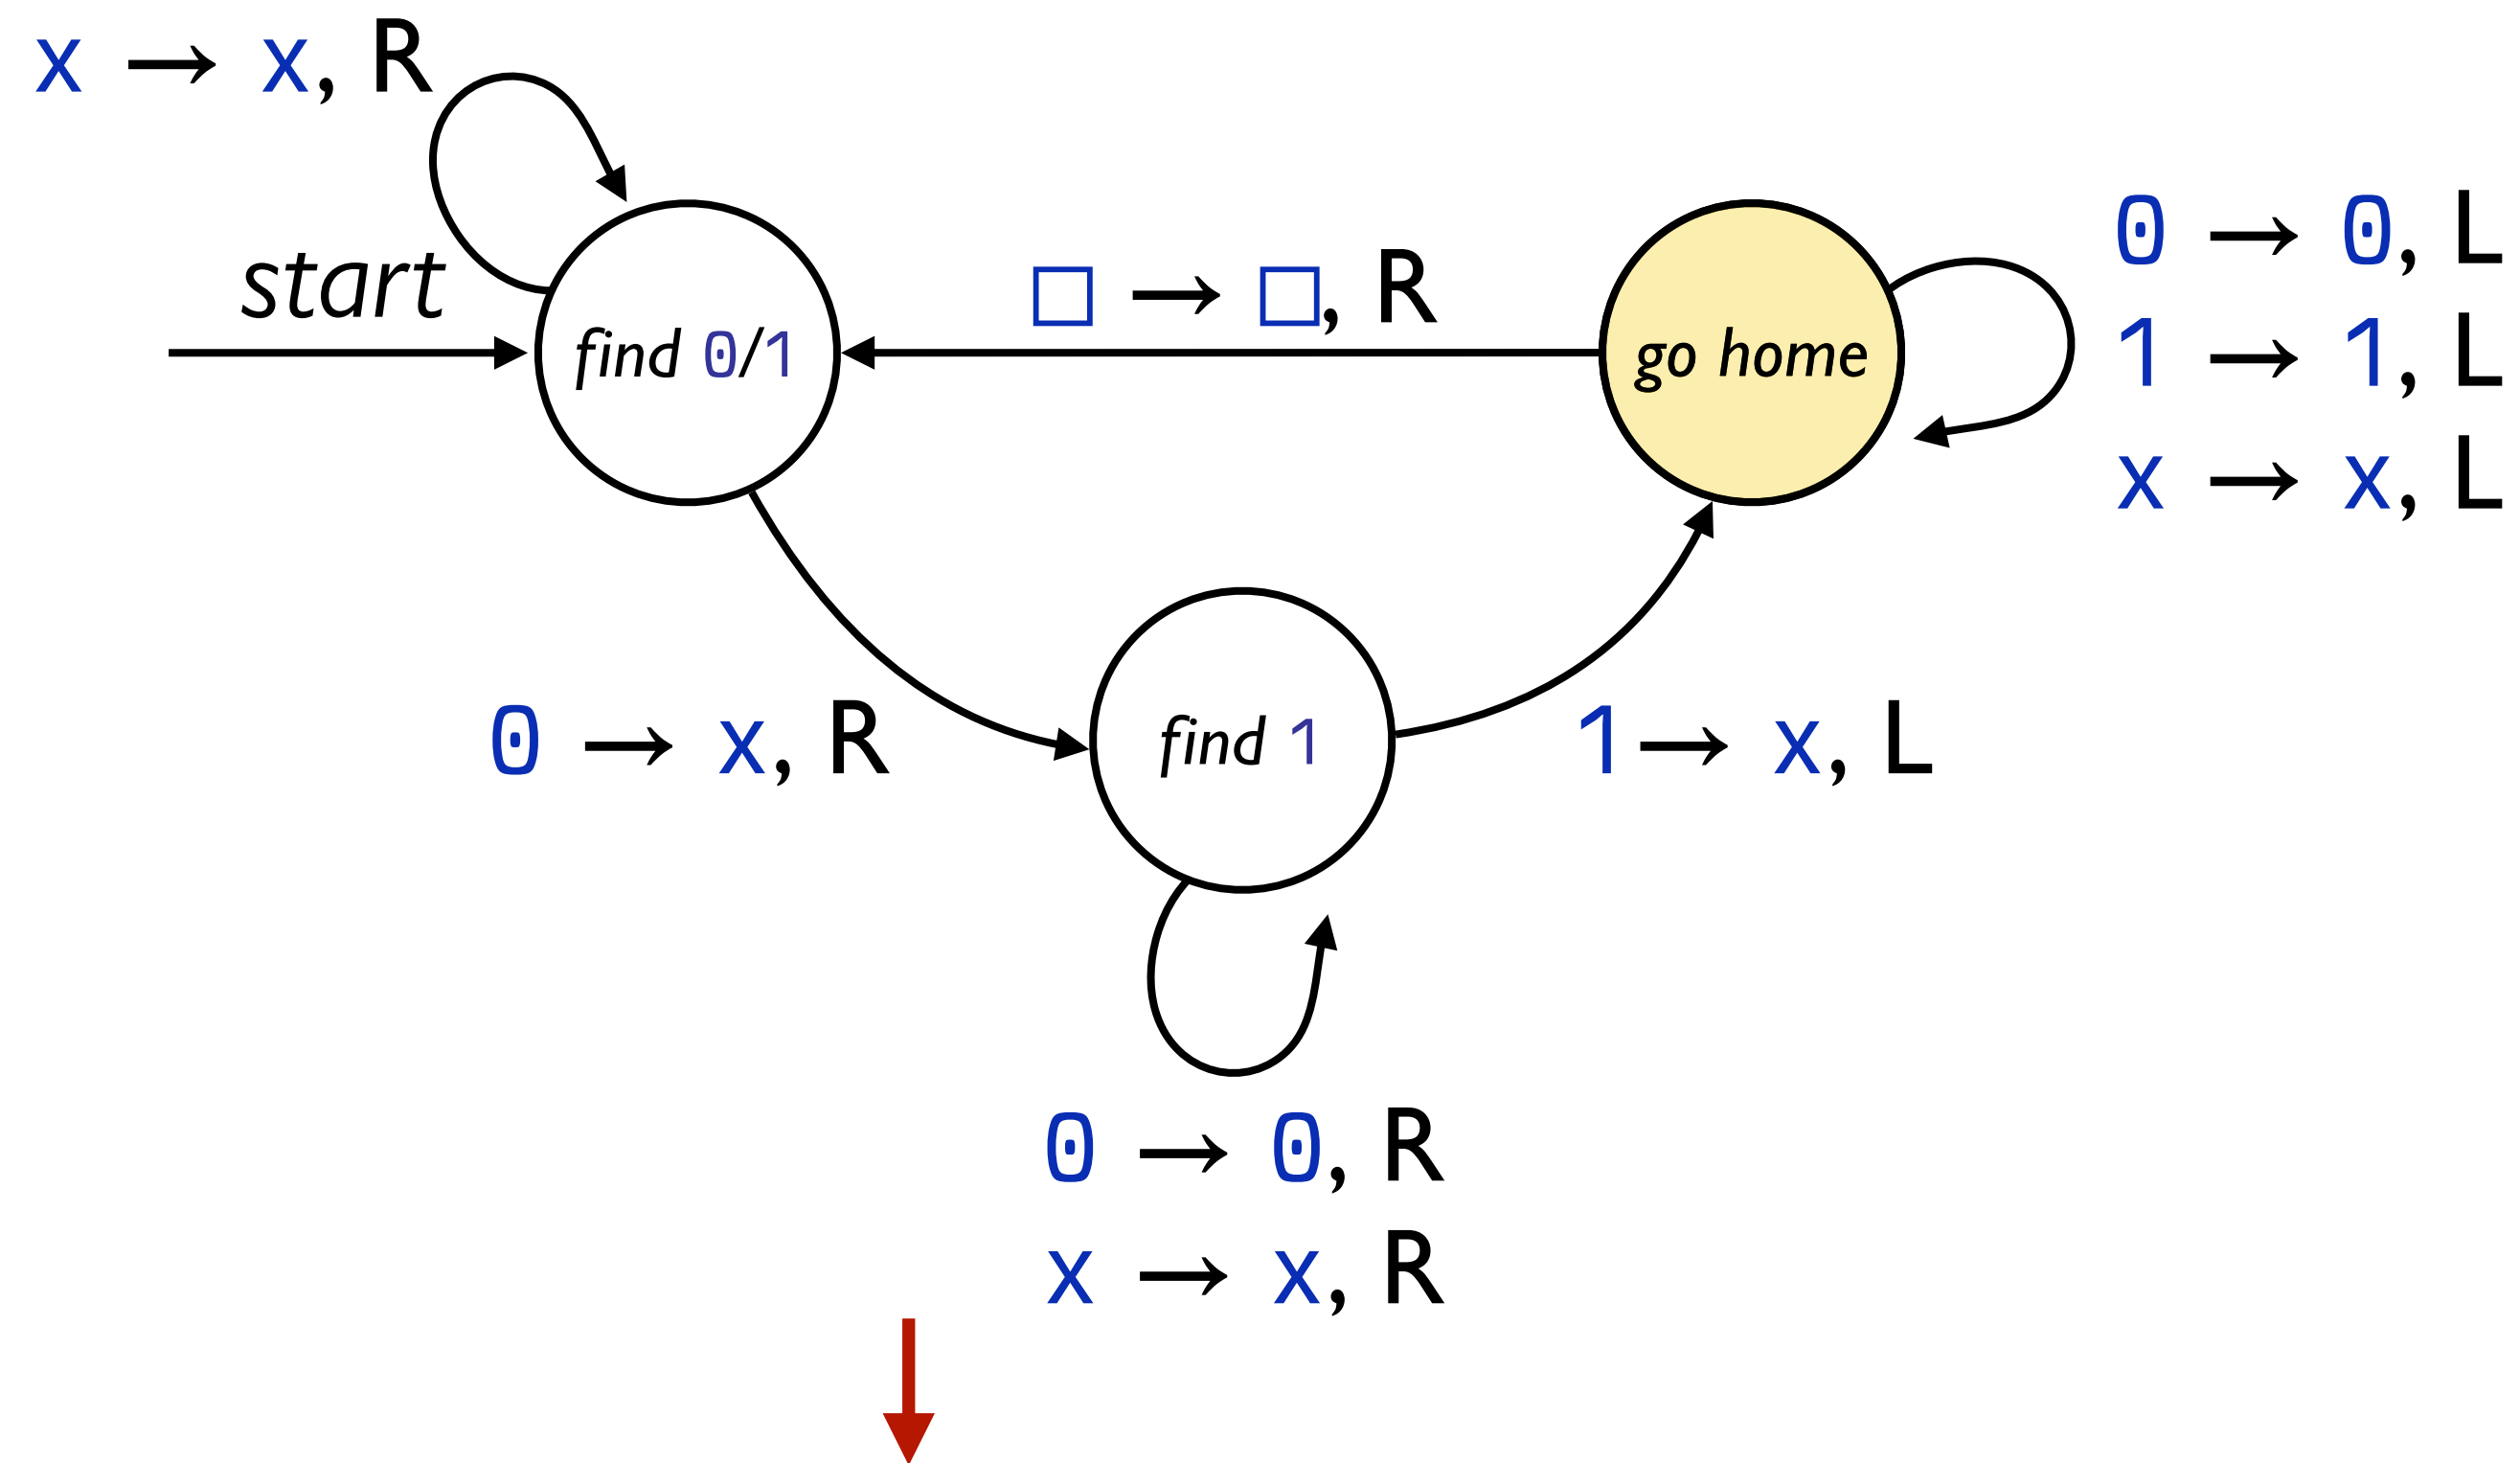 x → x, R
start
□ → □, R
find 0/1
go home
0 → 0, L
1 → 1, L
x → x, L
0 → x, R
find 1
1 → x, L
0 → 0, R
x → x, R